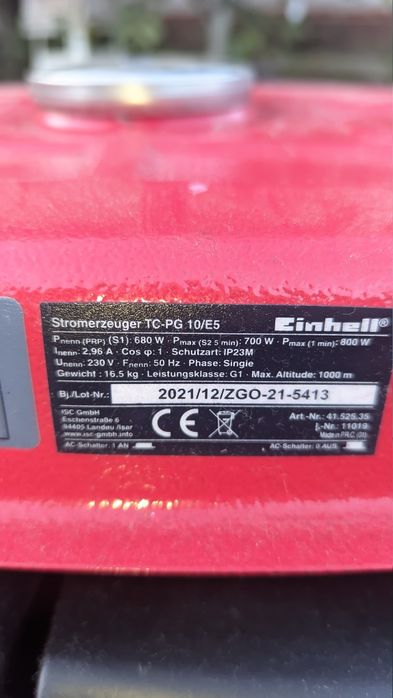 Stromerzeuger TC-PG 10/E5
Einhell®
Pnenn (PRP) (S1): 680 W · Pmax (S2 5 min): 700 W · Pmax (1 min): 800 W
Inenn: 2,96 A · Cos φ: 1 · Schutzart: IP23M
Unenn: 230 V · Fnenn: 50 Hz · Phase: Single
Gewicht : 16.5 kg · Leistungsklasse: G1 · Max. Altitude: 1000 m
Bj./Lot-Nr.: 2021/12/ZGO-21-5413
ISC GmbH
Eschenstraße 6
94405 Landau /Isar
www.isc-gmbh.info
CE
Art.-Nr.: 41.525.35
I.-Nr.: 11019
Made in P.R.C. (01)
AC-Schalter: 1 AN
AC-Schalter: 0 AUS